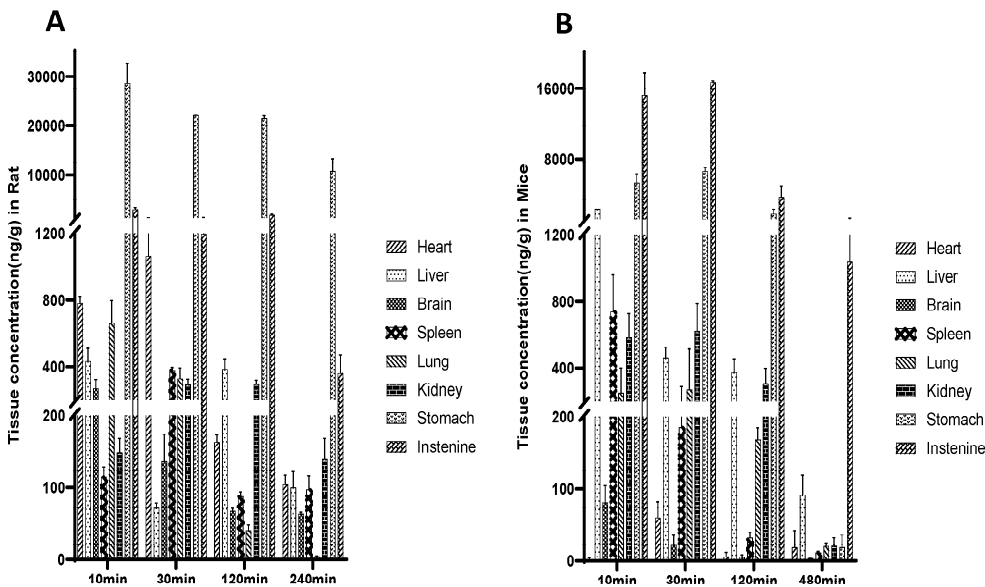 A
Tissue concentration(ng/g) in Rat
30000
20000
10000
1200
800
400
200
100
0
10min
30min
120min
240min
Heart
Liver
Brain
Spleen
Lung
Kidney
Stomach
Instenine
B
Tissue concentration(ng/g) in Mice
16000
8000
1200
800
400
200
100
0
10min
30min
120min
480min
Heart
Liver
Brain
Spleen
Lung
Kidney
Stomach
Instenine